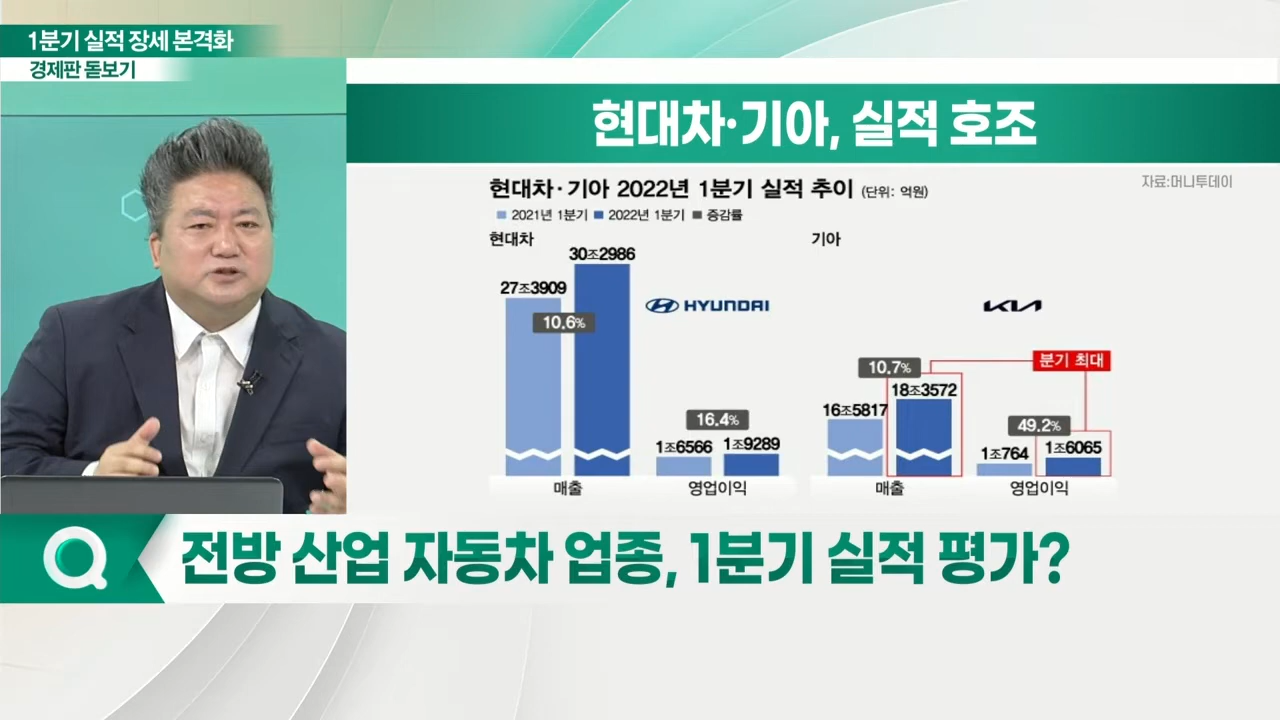 1분기 실적 장세 본격화
경제판 돋보기
현대차·기아, 실적 호조
자료:머니투데이
현대차·기아 2022년 1분기 실적 추이 (단위: 억원)
2021년 1분기 2022년 1분기 증감률
현대차
27조3909
30조2986
10.6%
HYUNDAI
16.4%
1조6566
1조9289
매출
영업이익
기아
KIA
분기 최대
10.7%
16조5817
18조3572
49.2%
1조764
1조6065
매출
영업이익
전방 산업 자동차 업종, 1분기 실적 평가?